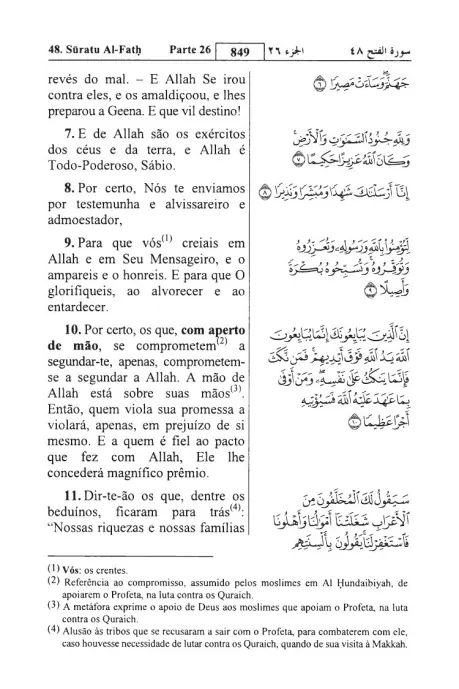 48. Sūratu Al-Fatḥ Parte 26 849 الجزء ٢٦ سورة الفتح ٤٨
revés do mal. – E Allah Se irou
contra eles, e os amaldiçoou, e lhes
preparou a Geena. E que vil destino!
جَهَنَّمَ وَسَآءَتْ مَصِيرًا ٦
7. E de Allah são os exércitos
dos céus e da terra, e Allah é
Todo-Poderoso, Sábio.
وَلِلَّهِ جُنُودُ ٱلسَّمَٰوَٰتِ وَٱلْأَرْضِ
وَكَانَ ٱللَّهُ عَزِيزًا حَكِيمًا ٧
8. Por certo, Nós te enviamos
por testemunha e alvissareiro e
admoestador,
إِنَّآ أَرْسَلْنَٰكَ شَٰهِدًا وَمُبَشِّرًا وَنَذِيرًا ٨
9. Para que vós(1) creiais em
Allah e em Seu Mensageiro, e o
ampareis e o honreis. E para que O
glorifiqueis, ao alvorecer e ao
entardecer.
لِّتُؤْمِنُوا۟ بِٱللَّهِ وَرَسُولِهِۦ وَتُعَزِّرُوهُ
وَتُوَقِّرُوهُ وَتُسَبِّحُوهُ بُكْرَةً
وَأَصِيلًا ٩
10. Por certo, os que, com aperto
de mão, se comprometem(2) a
segundar-te, apenas, comprometem-
se a segundar a Allah. A mão de
Allah está sobre suas mãos(3).
Então, quem viola sua promessa a
violará, apenas, em prejuízo de si
mesmo. E a quem é fiel ao pacto
que fez com Allah, Ele lhe
concederá magnífico prêmio.
إِنَّ ٱلَّذِينَ يُبَايِعُونَكَ إِنَّمَا يُبَايِعُونَ
ٱللَّهَ يَدُ ٱللَّهِ فَوْقَ أَيْدِيهِمْ فَمَن نَّكَثَ
فَإِنَّمَا يَنكُثُ عَلَىٰ نَفْسِهِۦ وَمَنْ أَوْفَىٰ
بِمَا عَٰهَدَ عَلَيْهُ ٱللَّهَ فَسَيُؤْتِيهِ
أَجْرًا عَظِيمًا ١٠
11. Dir-te-ão os que, dentre os
beduínos, ficaram para trás(4):
"Nossas riquezas e nossas famílias
سَيَقُولُ لَكَ ٱلْمُخَلَّفُونَ مِنَ
ٱلْأَعْرَابِ شَغَلَتْنَآ أَمْوَٰلُنَا وَأَهْلُونَا
فَٱسْتَغْفِرْ لَنَا يَقُولُونَ بِأَلْسِنَتِهِم
(1) Vós: os crentes.
(2) Referência ao compromisso, assumido pelos moslimes em Al Ḥundaibiyah, de
apoiarem o Profeta, na luta contra os Quraich.
(3) A metáfora exprime o apoio de Deus aos moslimes que apoiam o Profeta, na luta
contra os Quraich.
(4) Alusão às tribos que se recusaram a sair com o Profeta, para combaterem com ele,
caso houvesse necessidade de lutar contra os Quraich, quando de sua visita à Makkah.